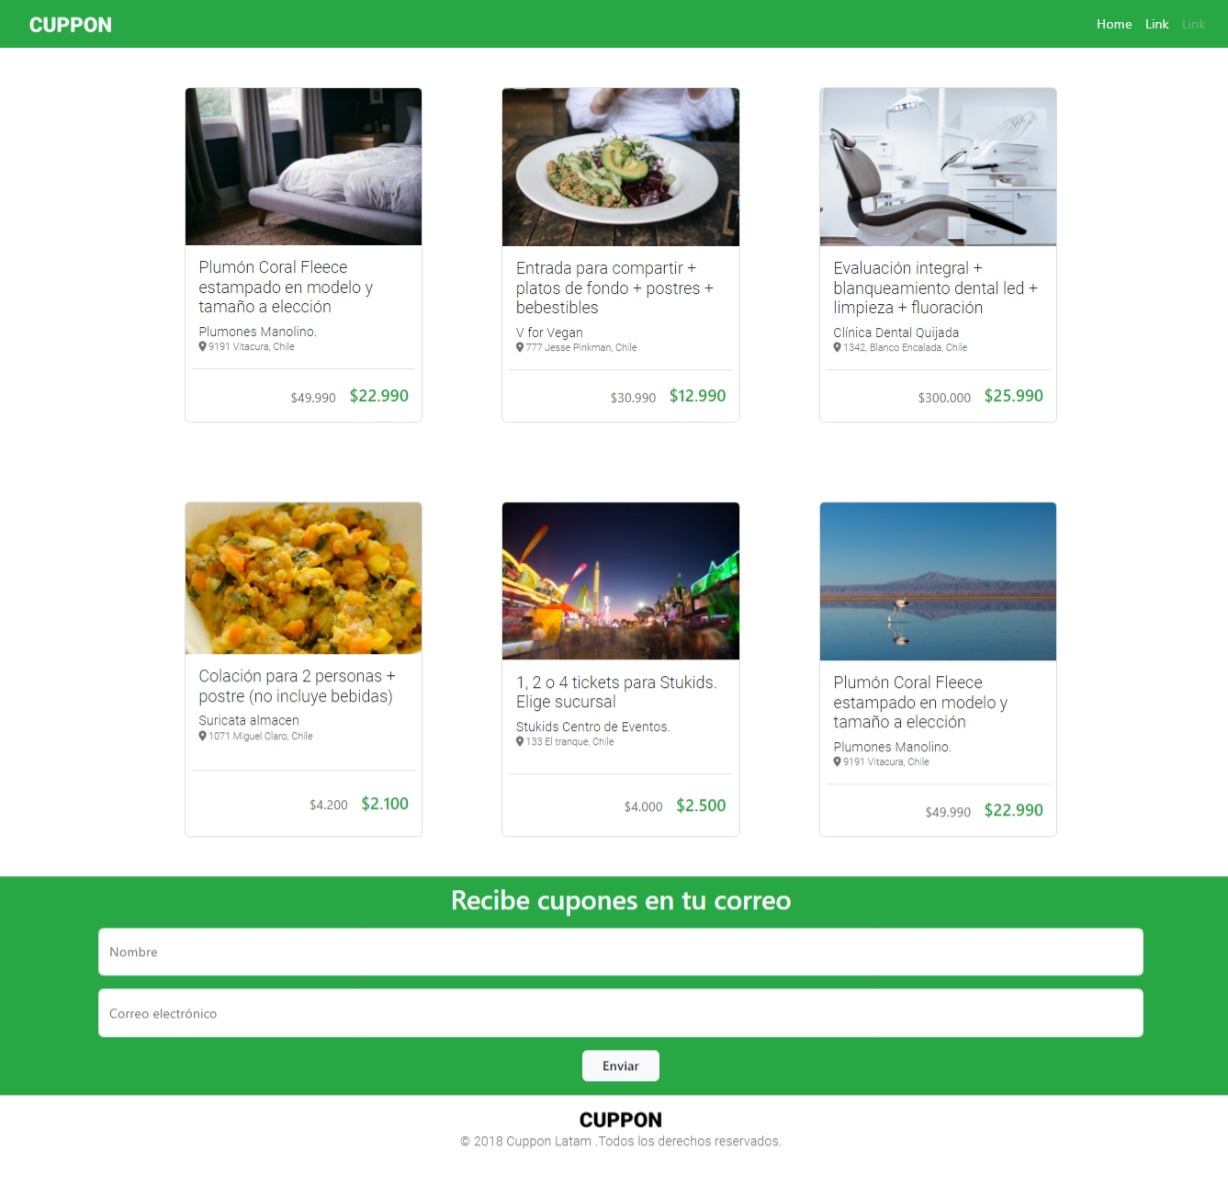 CUPPON
Home Link Link
Plumón Coral Fleece
estampado en modelo y
tamaño a elección
Plumones Manolino.
9191 Vitacura, Chile
$49.990 $22.990
Entrada para compartir +
platos de fondo + postres +
bebestibles
V for Vegan
777 Jesse Pinkman, Chile
$30.990 $12.990
Evaluación integral +
blanqueamiento dental led +
limpieza + fluoración
Clínica Dental Quijada
1342, Blanco Encalada, Chile
$300.000 $25.990
Colación para 2 personas +
postre (no incluye bebidas)
Suricata almacen
1071 Miguel Claro, Chile
$4.200 $2.100
1, 2 o 4 tickets para Stukids.
Elige sucursal
Stukids Centro de Eventos.
133 El tranque, Chile
$4.000 $2.500
Plumón Coral Fleece
estampado en modelo y
tamaño a elección
Plumones Manolino.
9191 Vitacura, Chile
$49.990 $22.990
Recibe cupones en tu correo
Nombre
Correo electrónico
Enviar
CUPPON
© 2018 Cuppon Latam .Todos los derechos reservados.